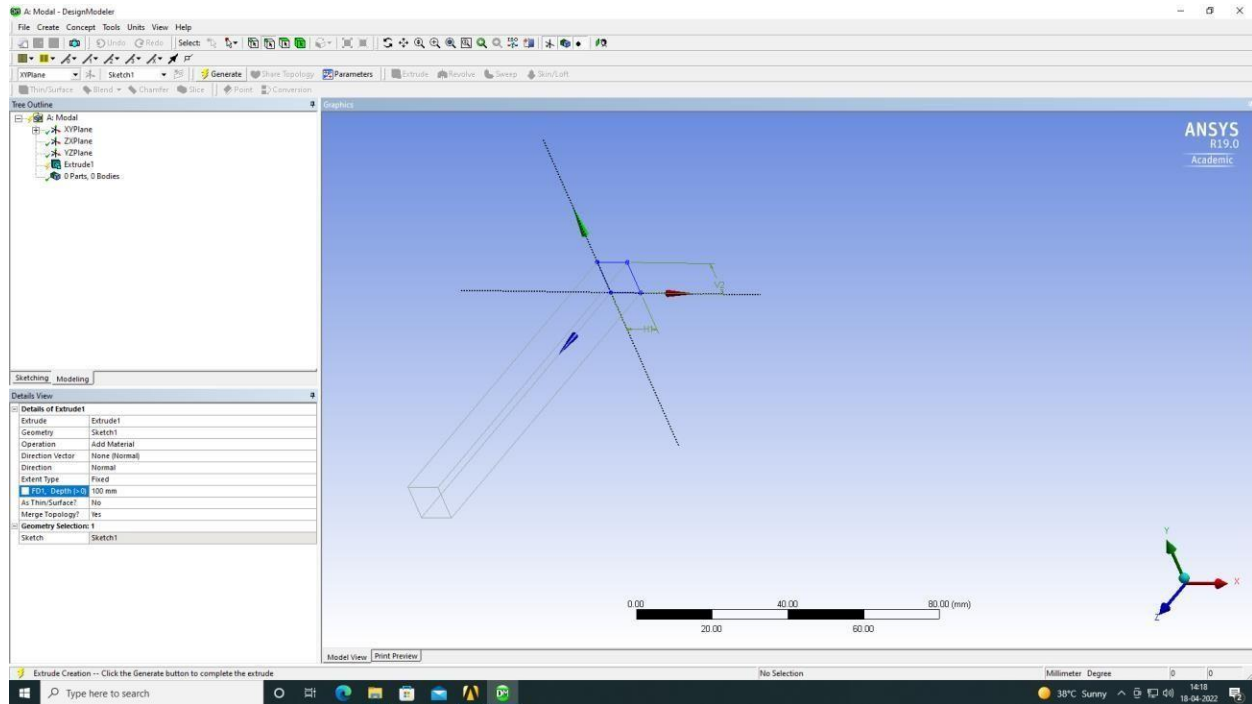 A: Modal - DesignModeler
File Create Concept Tools Units View Help
Undo Redo Select:
XYPlane Sketch1 Generate Share Topology Parameters Extrude Revolve Sweep Skin/Loft
Thin/Surface Blend Chamfer Slice Point Conversion
Tree Outline
A: Modal
XYPlane
ZXPlane
YZPlane
Extrude1
0 Parts, 0 Bodies
Sketching Modeling
Details View
Details of Extrude1
Extrude Extrude1
Geometry Sketch1
Operation Add Material
Direction Vector None (Normal)
Direction Normal
Extent Type Fixed
FD1, Depth (>0) 100 mm
As Thin/Surface? No
Merge Topology? Yes
Geometry Selection: 1
Sketch Sketch1
Graphics
ANSYS
R19.0
Academic
V2
H1
Y
X
Z
0.00 40.00 80.00 (mm)
20.00 60.00
Model View Print Preview
Extrude Creation -- Click the Generate button to complete the extrude No Selection Millimeter Degree 0 0
Type here to search
DM
38°C Sunny
14:18
18-04-2022
2